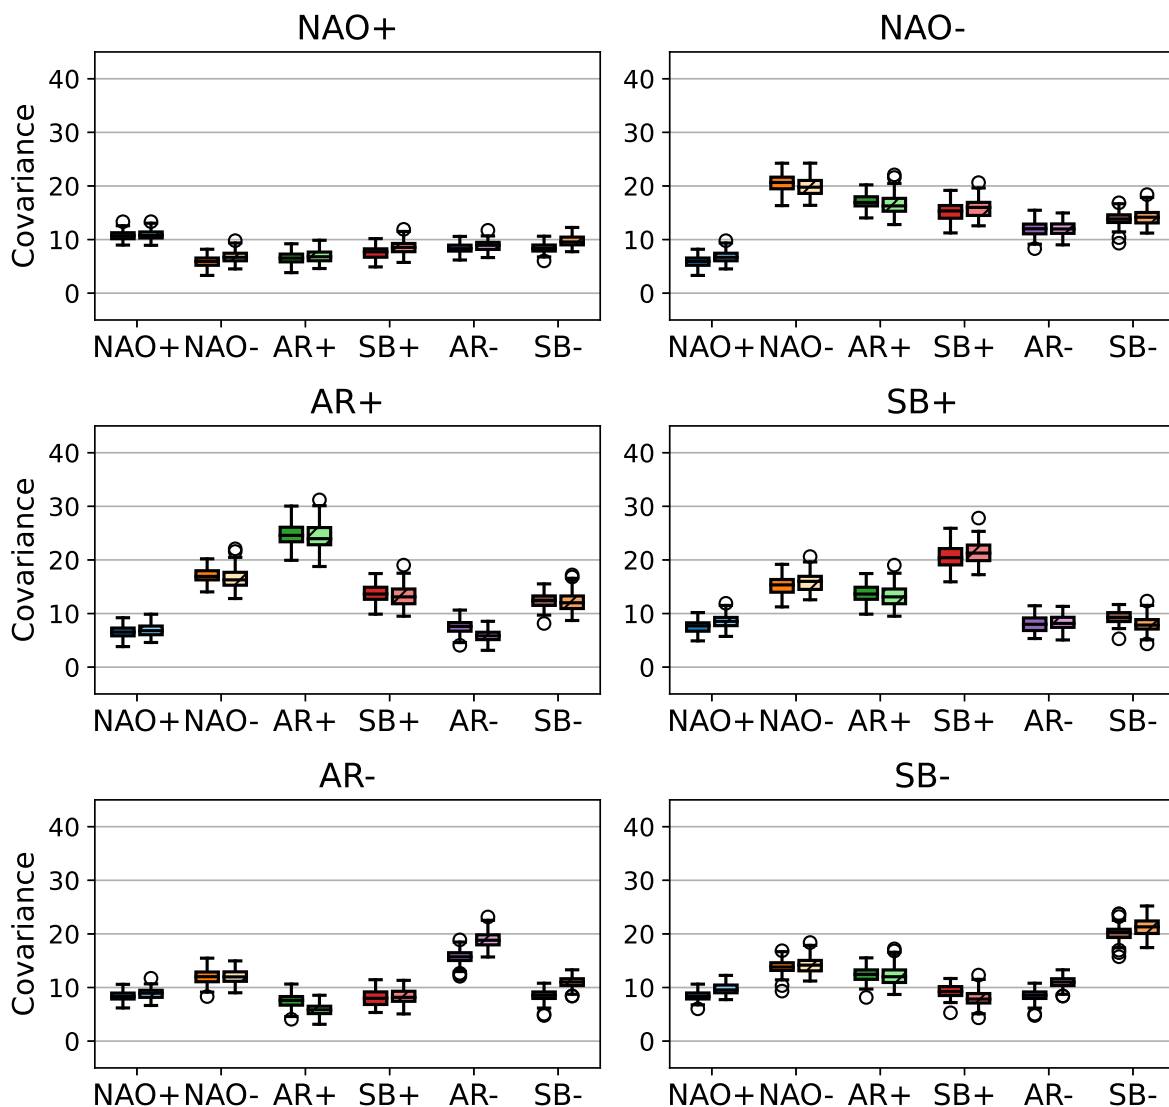 NAO+ NAO-
Covariance 40 30 20 10 0 40 30 20 10 0
NAO+ NAO- AR+ SB+ AR- SB- NAO+ NAO- AR+ SB+ AR- SB-
AR+ SB+
Covariance 40 30 20 10 0 40 30 20 10 0
NAO+ NAO- AR+ SB+ AR- SB- NAO+ NAO- AR+ SB+ AR- SB-
AR- SB-
Covariance 40 30 20 10 0 40 30 20 10 0
NAO+ NAO- AR+ SB+ AR- SB- NAO+ NAO- AR+ SB+ AR- SB-